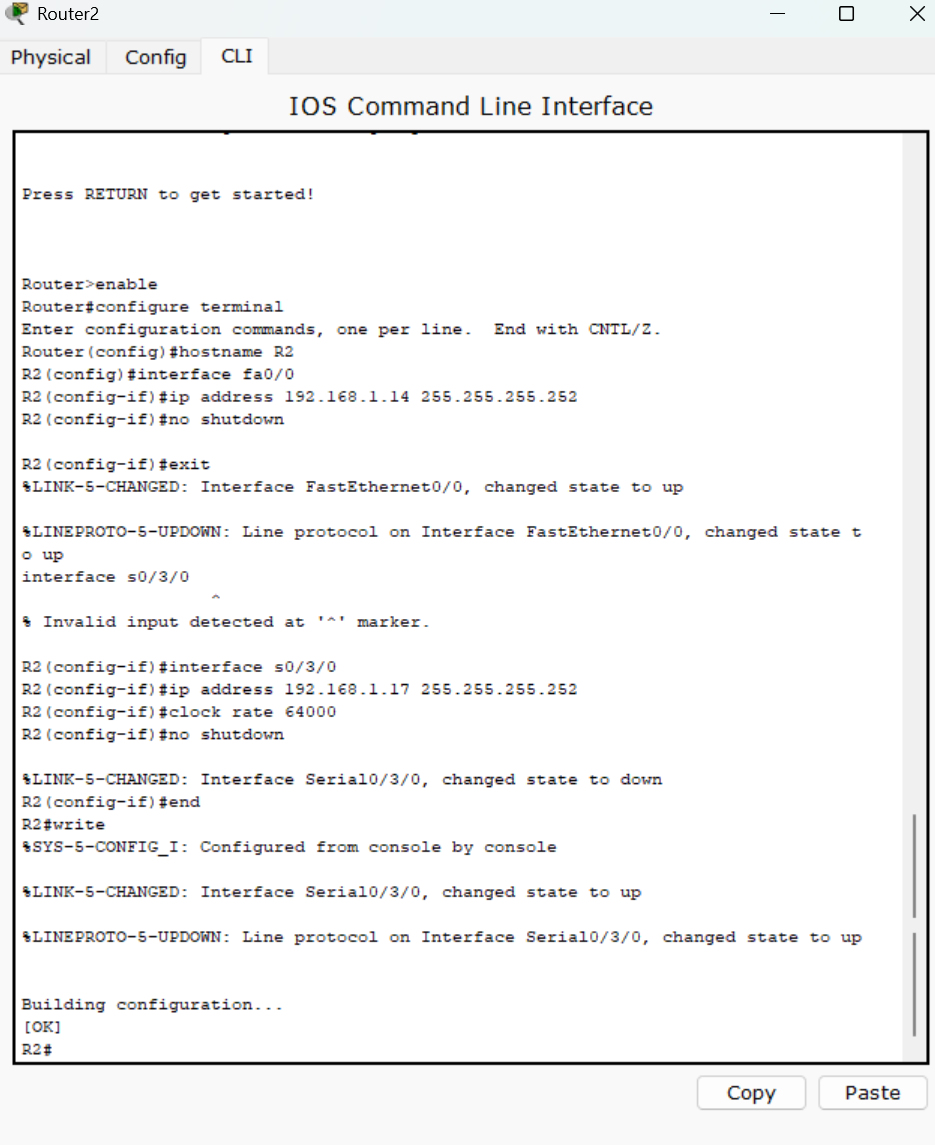 Router2
Physical Config CLI
IOS Command Line Interface
Press RETURN to get started!
Router>enable
Router#configure terminal
Enter configuration commands, one per line.  End with CNTL/Z.
Router(config)#hostname R2
R2(config)#interface fa0/0
R2(config-if)#ip address 192.168.1.14 255.255.255.252
R2(config-if)#no shutdown
R2(config-if)#exit
%LINK-5-CHANGED: Interface FastEthernet0/0, changed state to up
%LINEPROTO-5-UPDOWN: Line protocol on Interface FastEthernet0/0, changed state t
o up
interface s0/3/0
^
% Invalid input detected at '^' marker.
R2(config-if)#interface s0/3/0
R2(config-if)#ip address 192.168.1.17 255.255.255.252
R2(config-if)#clock rate 64000
R2(config-if)#no shutdown
%LINK-5-CHANGED: Interface Serial0/3/0, changed state to down
R2(config-if)#end
R2#write
%SYS-5-CONFIG_I: Configured from console by console
%LINK-5-CHANGED: Interface Serial0/3/0, changed state to up
%LINEPROTO-5-UPDOWN: Line protocol on Interface Serial0/3/0, changed state to up
Building configuration...
[OK]
R2#
Copy Paste